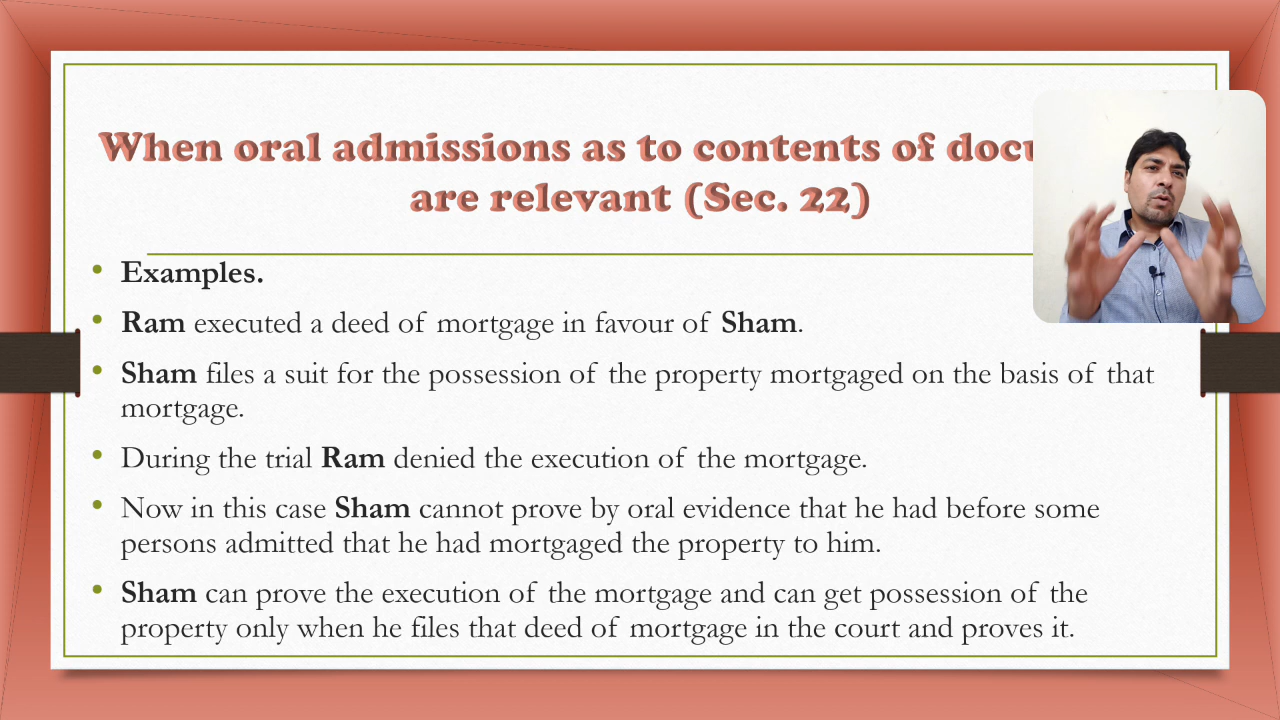 When oral admissions as to contents of
are relevant (Sec. 22)
• Examples.
• Ram executed a deed of mortgage in favour of Sham.
• Sham files a suit for the possession of the property mortgaged on the basis of that
mortgage.
• During the trial Ram denied the execution of the mortgage.
• Now in this case Sham cannot prove by oral evidence that he had before some
persons admitted that he had mortgaged the property to him.
• Sham can prove the execution of the mortgage and can get possession of the
property only when he files that deed of mortgage in the court and proves it.